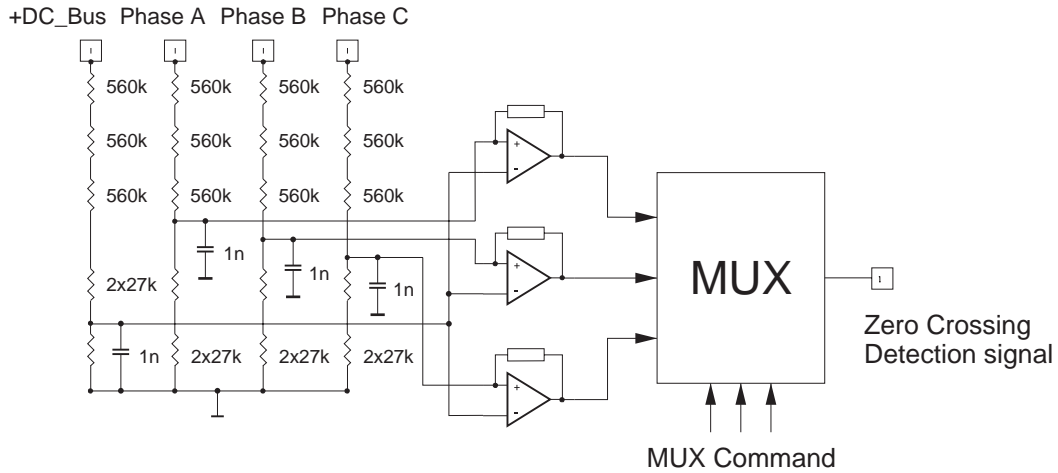 +DC_Bus Phase A Phase B Phase C
560k 560k 560k 560k
560k 560k 560k 560k
560k 560k 560k 560k
1n
1n
1n
2x27k
1n 2x27k 2x27k 2x27k
+
-
+
-
+
-
MUX
Zero Crossing
Detection signal
MUX Command